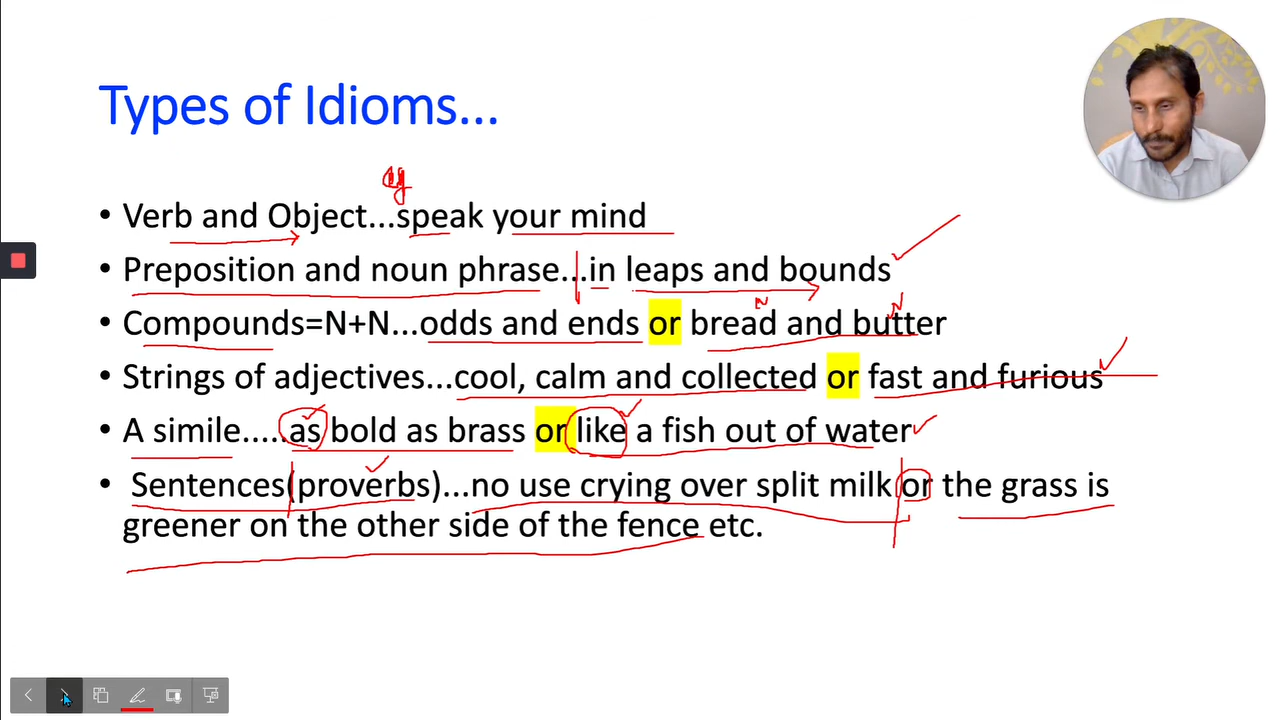 Types of Idioms...
• Verb and Object...speak your mind
• Preposition and noun phrase...in leaps and bounds
N N
• Compounds=N+N...odds and ends or bread and butter
• Strings of adjectives...cool, calm and collected or fast and furious
• A simile.....as bold as brass or like a fish out of water
• Sentences(proverbs)...no use crying over split milk or the grass is
greener on the other side of the fence etc.